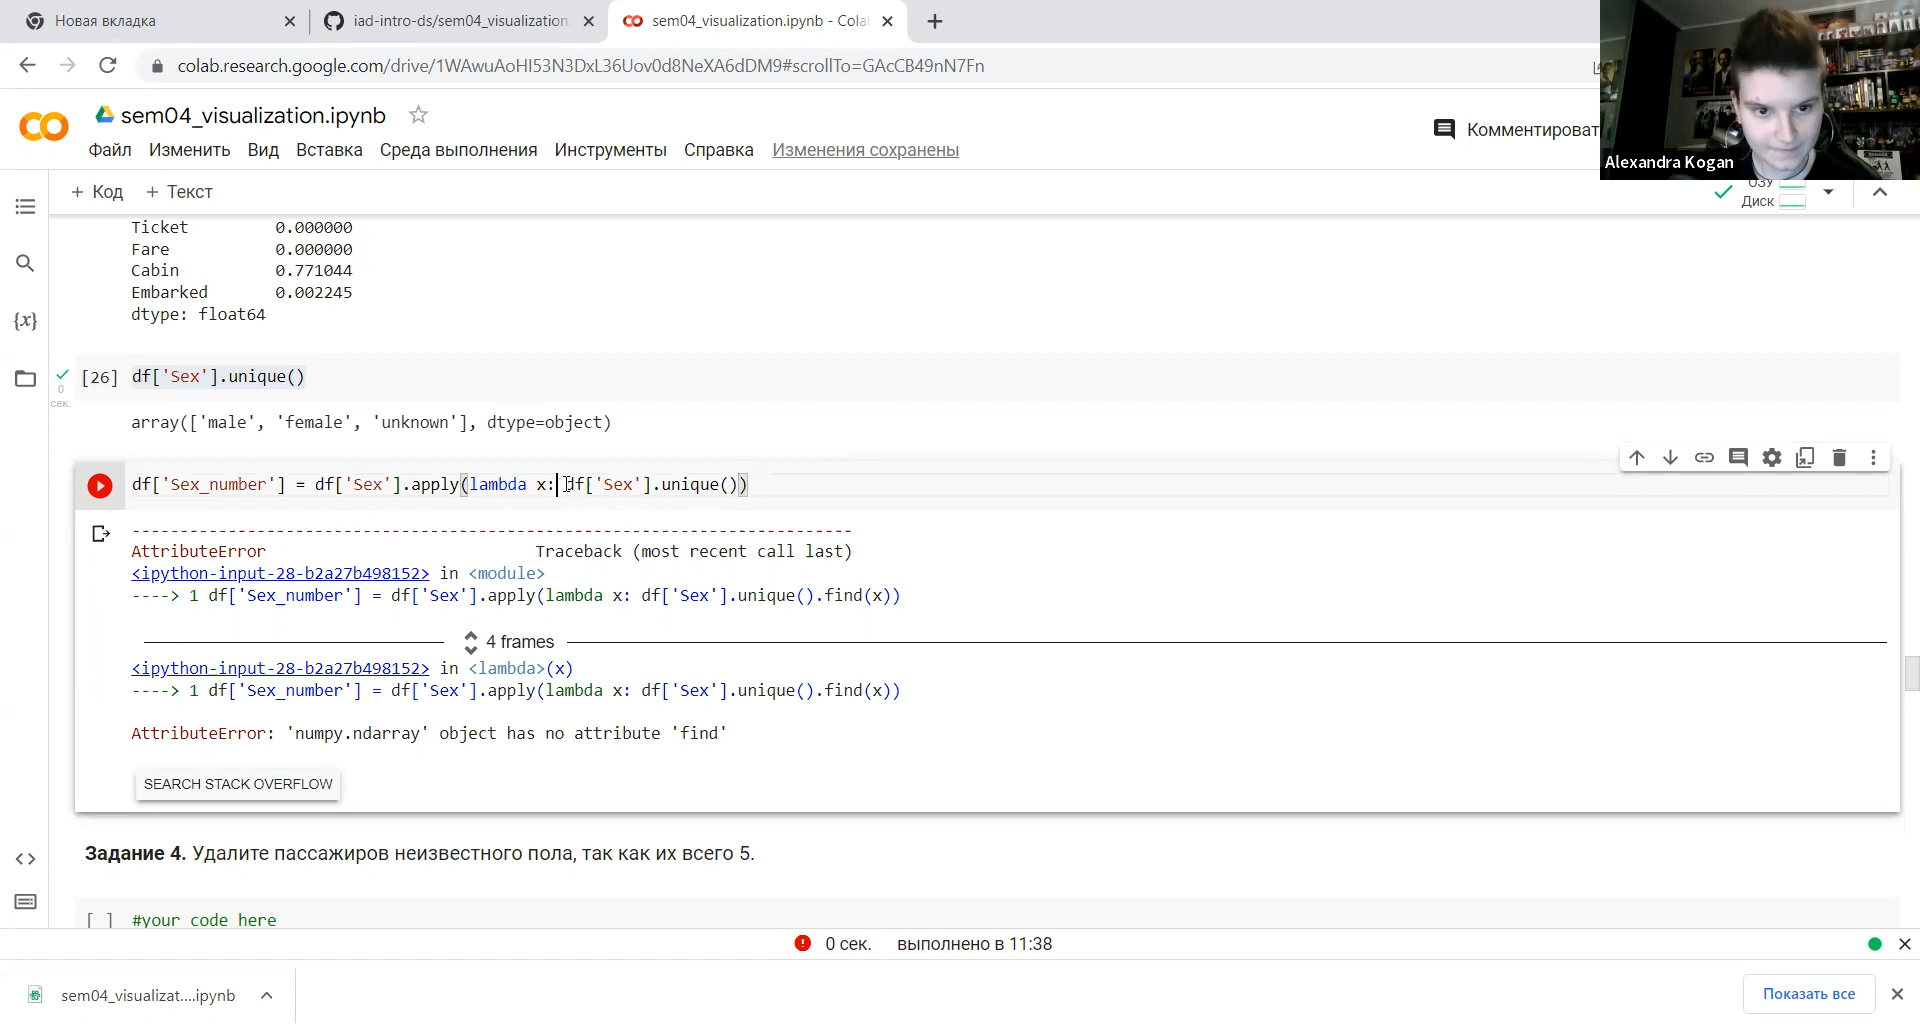 Новая вкладка
iad-intro-ds/sem04_visualization.
sem04_visualization.ipynb - Cola
colab.research.google.com/drive/1WAwuAoHI53N3DxL36Uov0d8NeXA6dDM9#scrollTo=GAcCB49nN7Fn
sem04_visualization.ipynb
Комментироват
Файл Изменить Вид Вставка Среда выполнения Инструменты Справка Изменения сохранены
Alexandra Kogan
+ Код + Текст
ОЗУ
Диск
Ticket 0.000000
Fare 0.000000
Cabin 0.771044
Embarked 0.002245
dtype: float64
[26] df['Sex'].unique()
0
сек.
array(['male', 'female', 'unknown'], dtype=object)
df['Sex_number'] = df['Sex'].apply(lambda x: df['Sex'].unique())
---------------------------------------------------------------------------
AttributeError Traceback (most recent call last)
<ipython-input-28-b2a27b498152> in <module>
----> 1 df['Sex_number'] = df['Sex'].apply(lambda x: df['Sex'].unique().find(x))
4 frames
<ipython-input-28-b2a27b498152> in <lambda>(x)
----> 1 df['Sex_number'] = df['Sex'].apply(lambda x: df['Sex'].unique().find(x))
AttributeError: 'numpy.ndarray' object has no attribute 'find'
SEARCH STACK OVERFLOW
Задание 4. Удалите пассажиров неизвестного пола, так как их всего 5.
[ ] #your code here
0 сек. выполнено в 11:38
sem04_visualizat....ipynb
Показать все